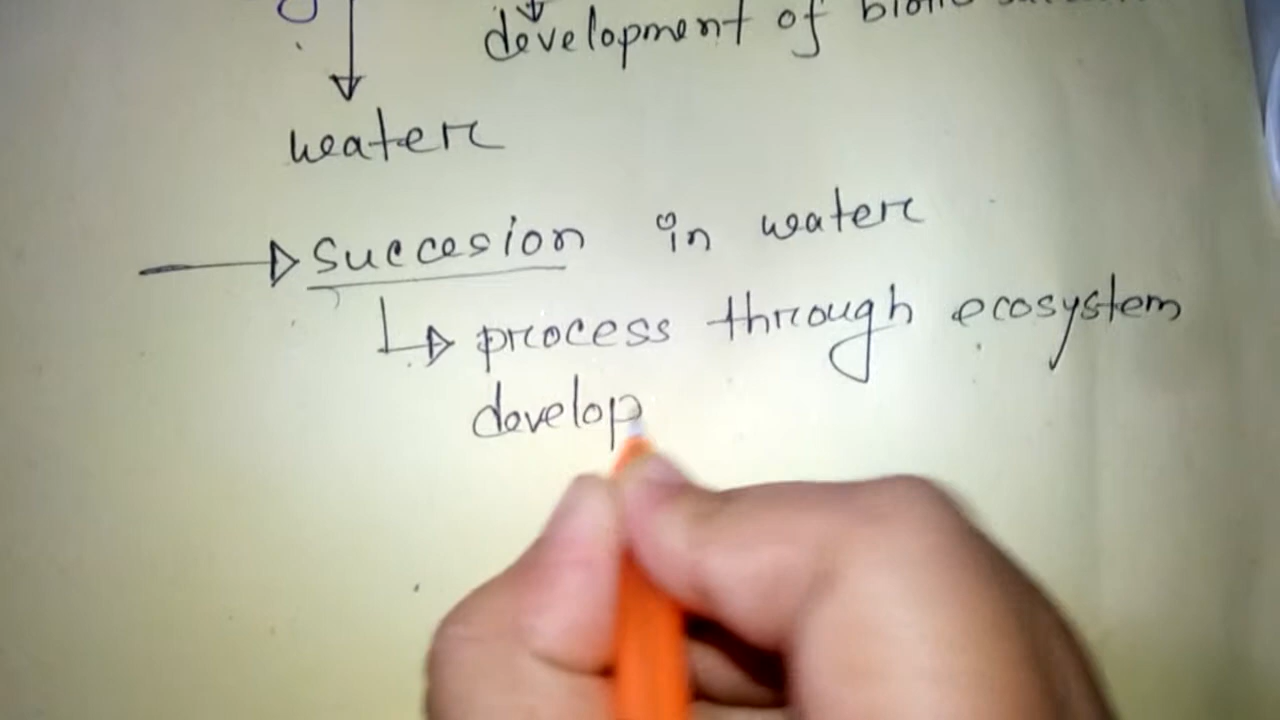 development of
water
Succesion in water
process through ecosystem
develop